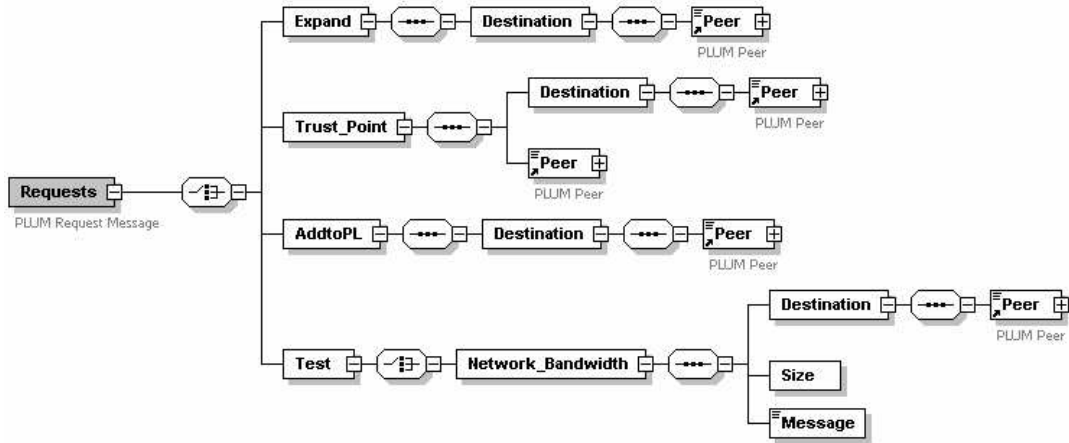 Expand
Destination
Peer
PLUM Peer
Destination
Peer
PLUM Peer
Trust_Point
Peer
PLUM Peer
Requests
PLUM Request Message
AddtoPL
Destination
Peer
PLUM Peer
Destination
Peer
PLUM Peer
Test
Network_Bandwidth
Size
Message